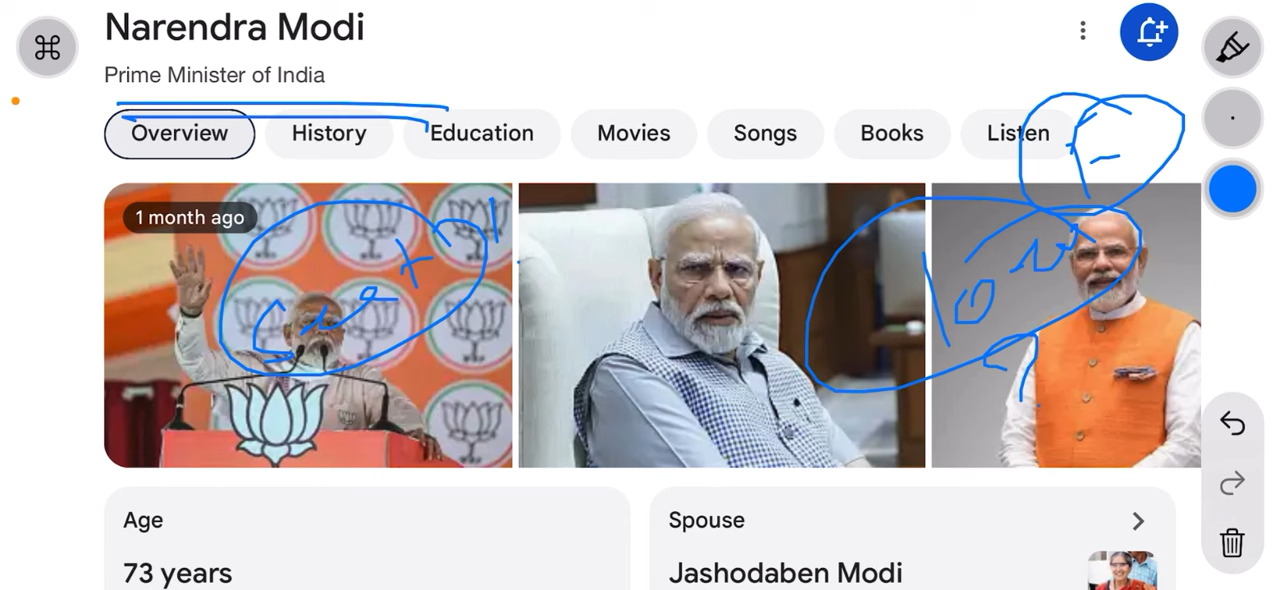 Narendra Modi
Prime Minister of India
Overview History Education Movies Songs Books Listen
1 month ago
Age
73 years
Spouse
Jashodaben Modi